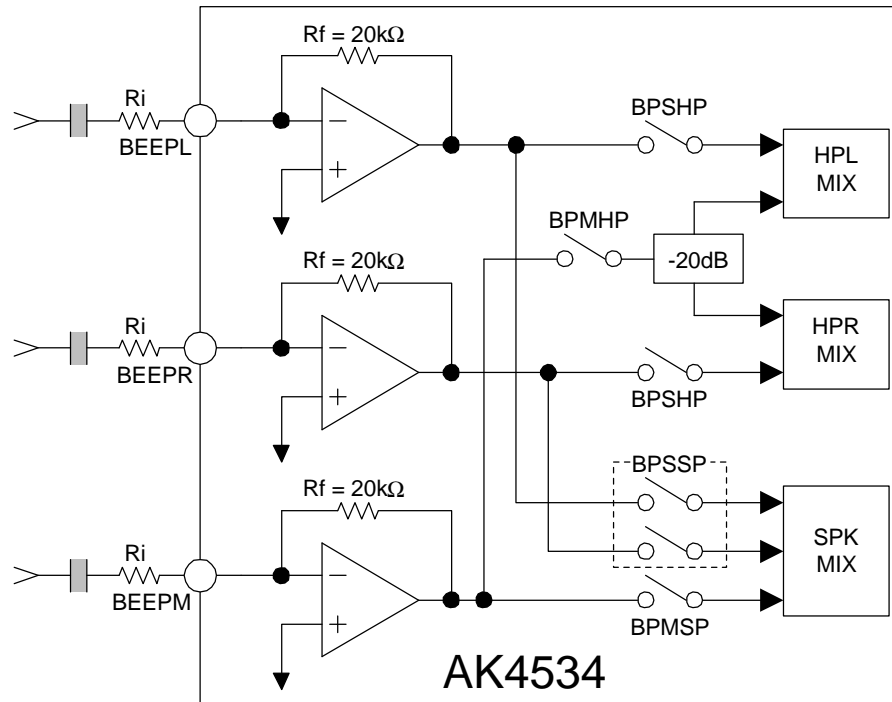 Rf = 20kΩ
Ri
BEEPL
BPSHP
HPL
MIX
BPMHP
-20dB
Rf = 20kΩ
Ri
BEEPR
HPR
MIX
BPSHP
BPSSP
Rf = 20kΩ
Ri
BEEPM
SPK
MIX
BPMSP
AK4534